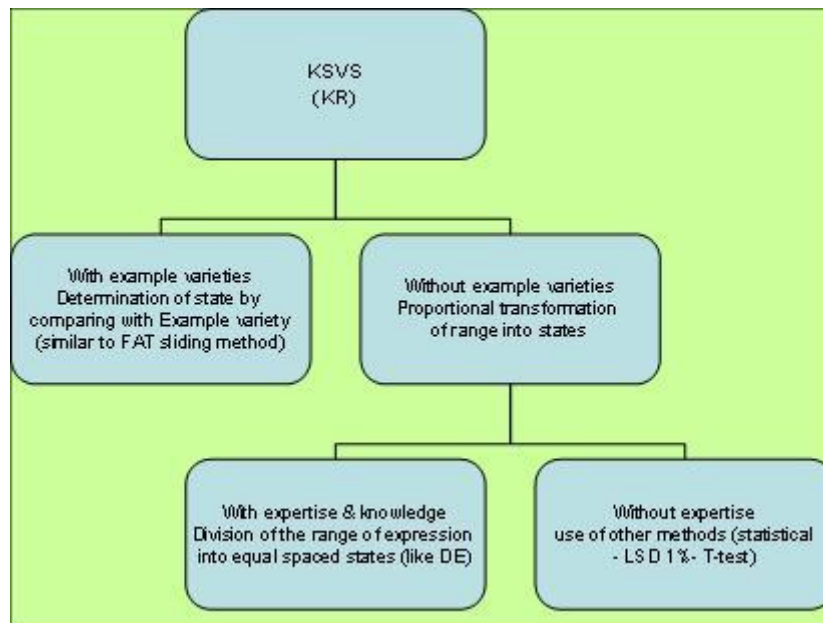 KSVS
(KR)
With example varieties
Determination of state by
comparing with Example variety
(similar to FAT sliding method)
Without example varieties
Proportional transformation
of range into states
With expertise & knowledge
Division of the range of expression
into equal spaced states (like DE)
Without expertise
use of other methods (statistical
- LSD 1%- T-test)